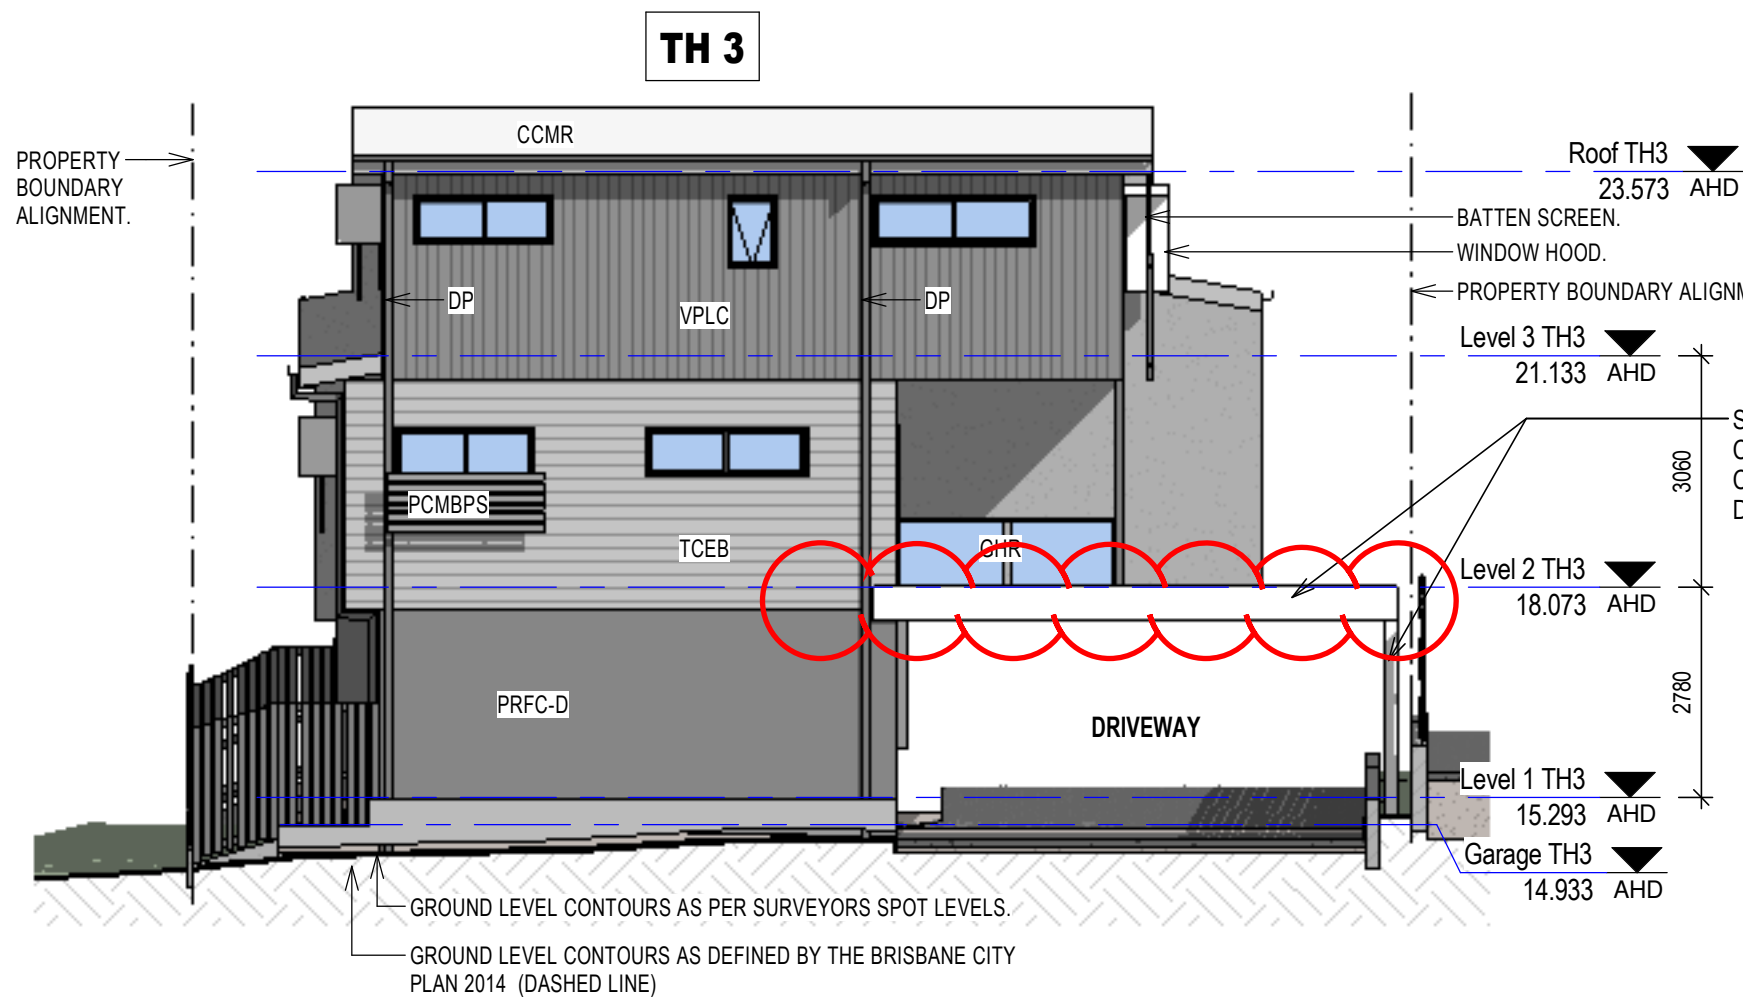 TH 3
CCMR
PROPERTY
BOUNDARY
ALIGNMENT.
Roof TH3
23.573 AHD
BATTEN SCREEN.
WINDOW HOOD.
PROPERTY BOUNDARY
DP
DP
VPLC
Level 3 TH3
21.133 AHD
3060
PCMBPS
TCEB
GHR
Level 2 TH3
18.073 AHD
2780
PRFC-D
DRIVEWAY
Level 1 TH3
15.293 AHD
Garage TH3
14.933 AHD
GROUND LEVEL CONTOURS AS PER SURVEYORS SPOT LEVELS.
GROUND LEVEL CONTOURS AS DEFINED BY THE BRISBANE CITY
PLAN 2014 (DASHED LINE)